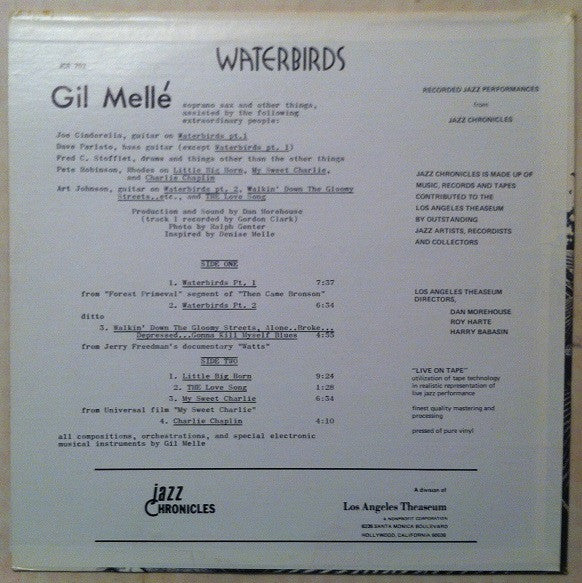 WATERBIRDS
JCS 792
Gil Mellé soprano sax and other things,
assisted by the following
extraordinary people:
Joe Cinderella, guitar on Waterbirds pt.1
Dave Parlato, bass guitar (except Waterbirds pt. 1)
Fred C. Stofflet, drums and things other than the other things
Pete Robinson, Rhodes on Little Big Horn, My Sweet Charlie,
and Charlie Chaplin
Art Johnson, guitar on Waterbirds pt. 2, Walkin' Down The Gloomy
Streets..etc., and THE Love Song
Production and Sound by Dan Morehouse
(track 1 recorded by Gordon Clark)
Photo by Ralph Genter
Inspired by Denise Melle
SIDE ONE
1. Waterbirds Pt. 1 7:37
from "Forest Primeval" segment of "Then Came Bronson"
2. Waterbirds Pt. 2 6:34
ditto
3. Walkin' Down The Gloomy Streets, Alone..Broke...
Depressed...Gonna Kill Myself Blues 4:55
from Jerry Freedman's documentary "Watts"
SIDE TWO
1. Little Big Horn 9:24
2. THE Love Song 1:28
3. My Sweet Charlie 6:34
from Universal film "My Sweet Charlie"
4. Charlie Chaplin 4:10
all compositions, orchestrations, and special electronic
musical instruments by Gil Mellé
RECORDED JAZZ PERFORMANCES
from
JAZZ CHRONICLES
JAZZ CHRONICLES IS MADE UP OF
MUSIC, RECORDS AND TAPES
CONTRIBUTED TO THE
LOS ANGELES THEASEUM
BY OUTSTANDING
JAZZ ARTISTS, RECORDISTS
AND COLLECTORS
LOS ANGELES THEASEUM
DIRECTORS,
DAN MOREHOUSE
ROY HARTE
HARRY BABASIN
"LIVE ON TAPE"
utilization of tape technology
in realistic representation of
live jazz performance
finest quality mastering and
processing
pressed of pure vinyl
jazz
CHRONICLES
A division of
Los Angeles Theaseum
A NONPROFIT CORPORATION
6235 SANTA MONICA BOULEVARD
HOLLYWOOD, CALIFORNIA 90038